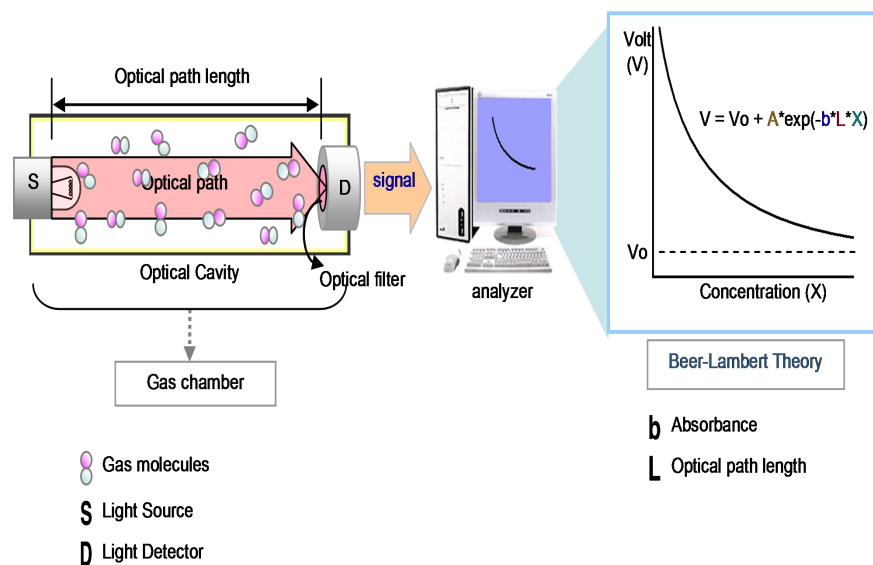 Optical path length
S
Optical path
D
signal
Optical Cavity
Optical filter
analyzer
Gas chamber
Volt
(V)
V = Vo + A*exp(-b*L*X)
Vo
Concentration (X)
Beer-Lambert Theory
b Absorbance
L Optical path length
Gas molecules
S Light Source
D Light Detector